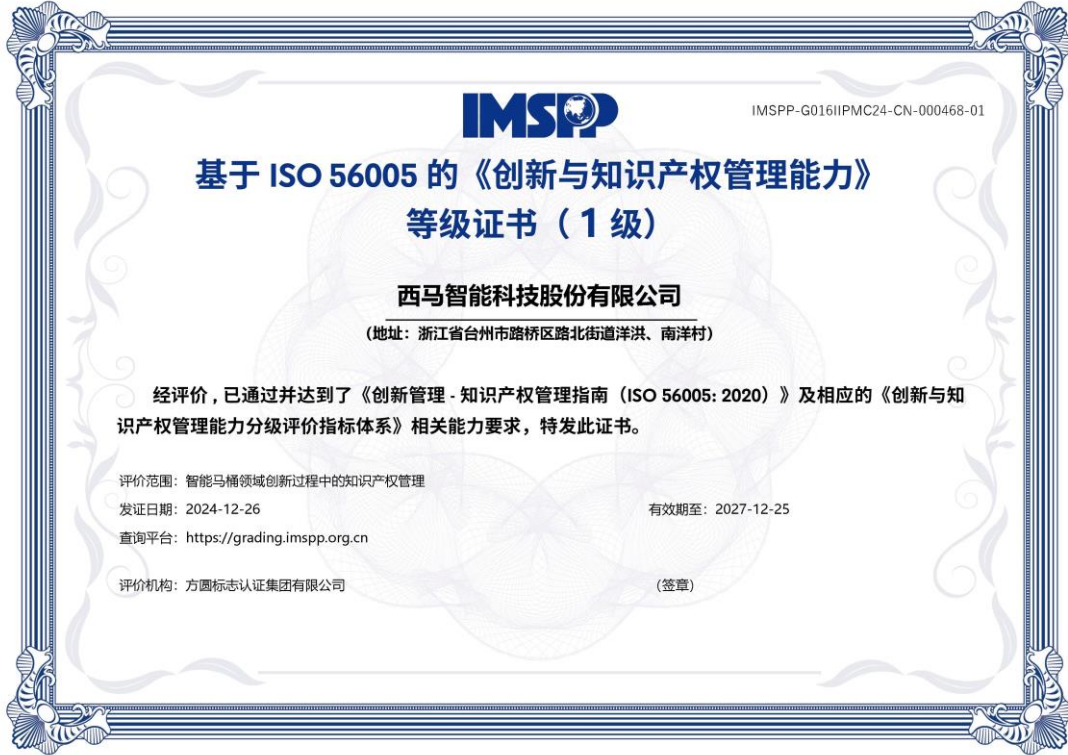 IMSPP
IMSPP-G016IIPMC24-CN-000468-01
基于 ISO 56005 的《创新与知识产权管理能力》
等级证书（1 级）
西马智能科技股份有限公司
（地址：浙江省台州市路桥区路北街道洋洪、南洋村）
经评价 , 已通过并达到了《创新管理 - 知识产权管理指南（ISO 56005: 2020）》及相应的《创新与知
识产权管理能力分级评价指标体系》相关能力要求，特发此证书。
评价范围：智能马桶领域创新过程中的知识产权管理
发证日期：2024-12-26
有效期至：2027-12-25
查询平台：https://grading.imspp.org.cn
评价机构：方圆标志认证集团有限公司
（签章）